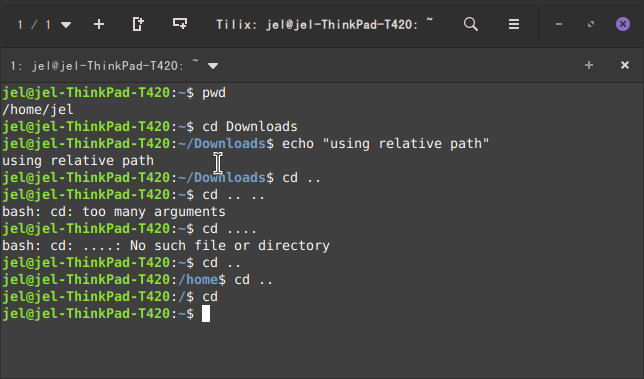 1 / 1
Tilix: jel@jel-ThinkPad-T420: ~
1: jel@jel-ThinkPad-T420: ~
jel@jel-ThinkPad-T420:~$ pwd
/home/jel
jel@jel-ThinkPad-T420:~$ cd Downloads
jel@jel-ThinkPad-T420:~/Downloads$ echo "using relative path"
using relative path
jel@jel-ThinkPad-T420:~/Downloads$ cd ..
jel@jel-ThinkPad-T420:~$ cd .. ..
bash: cd: too many arguments
jel@jel-ThinkPad-T420:~$ cd ....
bash: cd: ....: No such file or directory
jel@jel-ThinkPad-T420:~$ cd ..
jel@jel-ThinkPad-T420:/home$ cd ..
jel@jel-ThinkPad-T420:/$ cd
jel@jel-ThinkPad-T420:~$